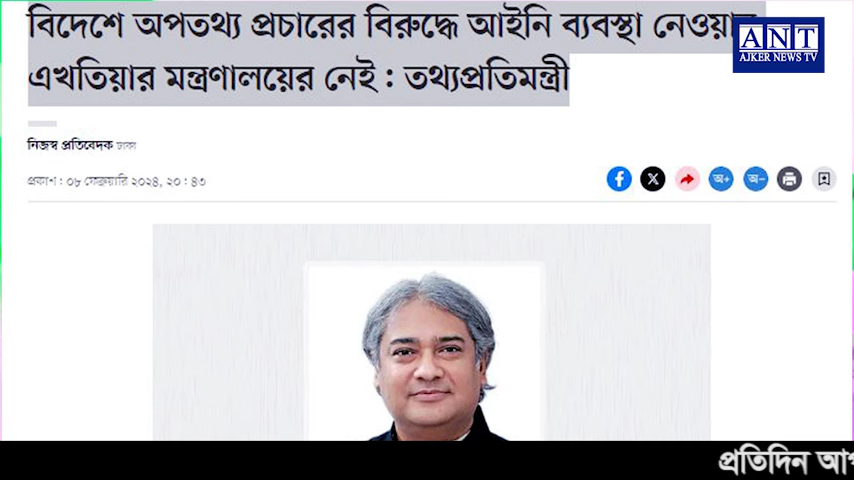 বিদেশে অপতথ্য প্রচারের বিরুদ্ধে আইনি ব্যবস্থা নেওয়ার
এখতিয়ার মন্ত্রণালয়ের নেই : তথ্যপ্রতিমন্ত্রী
ANT
AJKER NEWS TV
নিজস্ব প্রতিবেদক ঢাকা
প্রকাশ : ০৮ ফেব্রুয়ারি ২০২৪, ২০ : ৪৩
অ+ অ-
প্রতিদিন